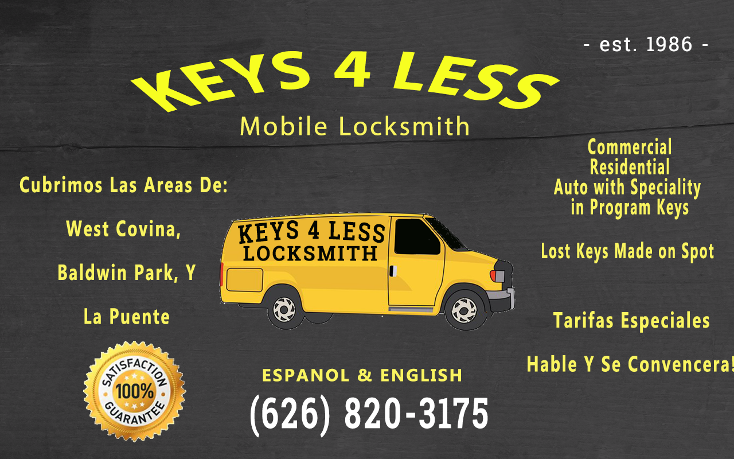 - est. 1986 -
KEYS 4 LESS
Mobile Locksmith
Cubrimos Las Areas De:
West Covina,
Baldwin Park, Y
La Puente
SATISFACTION
100%
GUARANTEE
KEYS 4 LESS
LOCKSMITH
Commercial
Residential
Auto with Speciality
in Program Keys
Lost Keys Made on Spot
Tarifas Especiales
Hable Y Se Convencera!
ESPANOL & ENGLISH
(626) 820-3175